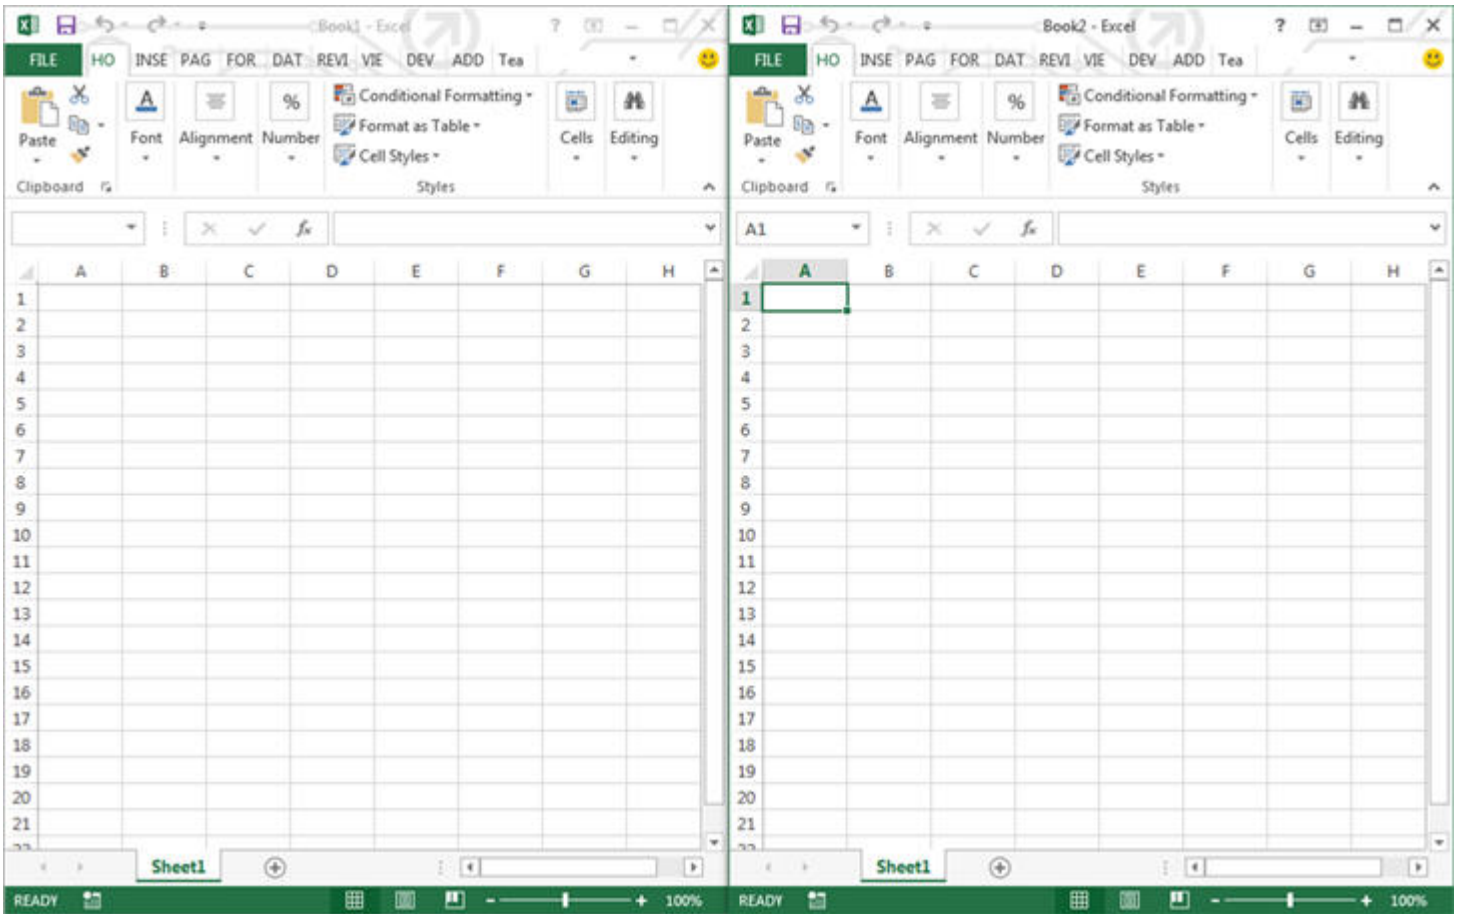 Book1 - Excel ?
FILE HO INSE PAG FOR DAT REVI VIE DEV ADD Tea
Paste
Font Alignment Number
Conditional Formatting
Format as Table
Cell Styles
Cells Editing
Clipboard Styles
fx
A B C D E F G H
1
2
3
4
5
6
7
8
9
10
11
12
13
14
15
16
17
18
19
20
21
22
Sheet1
READY 100%
Book2 - Excel ?
FILE HO INSE PAG FOR DAT REVI VIE DEV ADD Tea
Paste
Font Alignment Number
Conditional Formatting
Format as Table
Cell Styles
Cells Editing
Clipboard Styles
A1 fx
A B C D E F G H
1
2
3
4
5
6
7
8
9
10
11
12
13
14
15
16
17
18
19
20
21
22
Sheet1
READY 100%